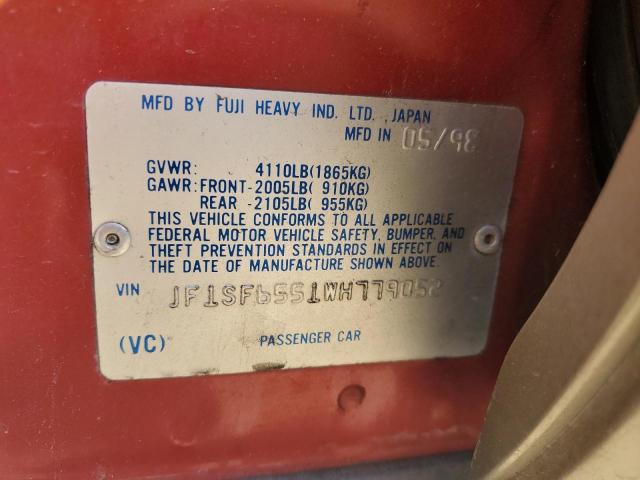 MFD BY FUJI HEAVY IND. LTD., JAPAN
MFD IN 05/98
GVWR: 4110LB(1865KG)
GAWR: FRONT-2005LB( 910KG)
REAR -2105LB( 955KG)
THIS VEHICLE CONFORMS TO ALL APPLICABLE
FEDERAL MOTOR VEHICLE SAFETY, BUMPER, AND
THEFT PREVENTION STANDARDS IN EFFECT ON
THE DATE OF MANUFACTURE SHOWN ABOVE.
VIN JF1SF6551WH779052
(VC) PASSENGER CAR